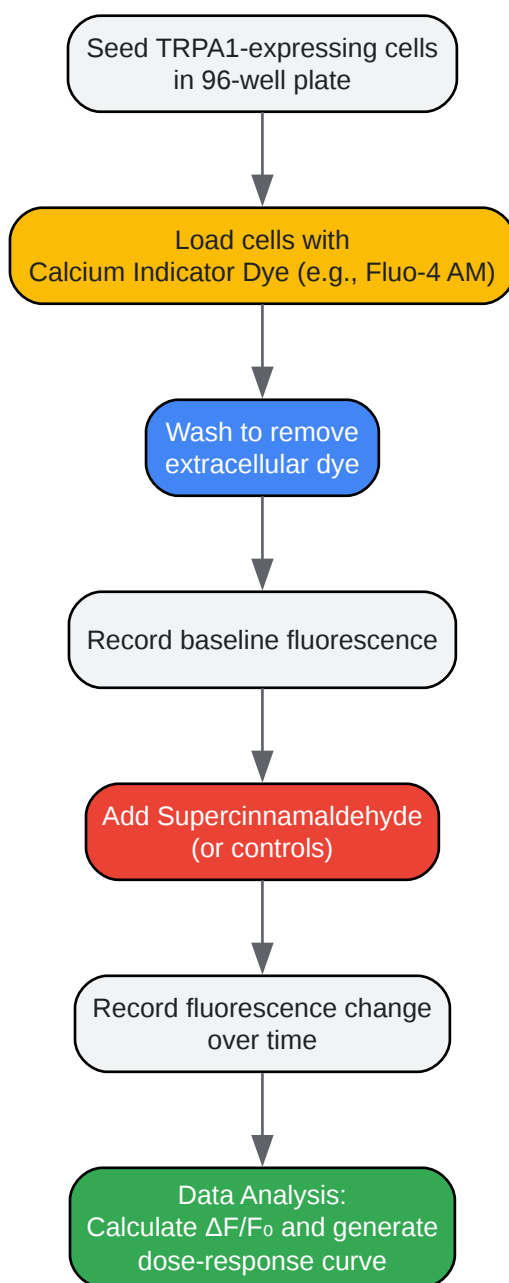 Seed TRPA1-expressing cells
in 96-well plate
Load cells with
Calcium Indicator Dye (e.g., Fluo-4 AM)
Wash to remove
extracellular dye
Record baseline fluorescence
Add Supercinnamaldehyde
(or controls)
Record fluorescence change
over time
Data Analysis:
Calculate ΔF/F₀ and generate
dose-response curve